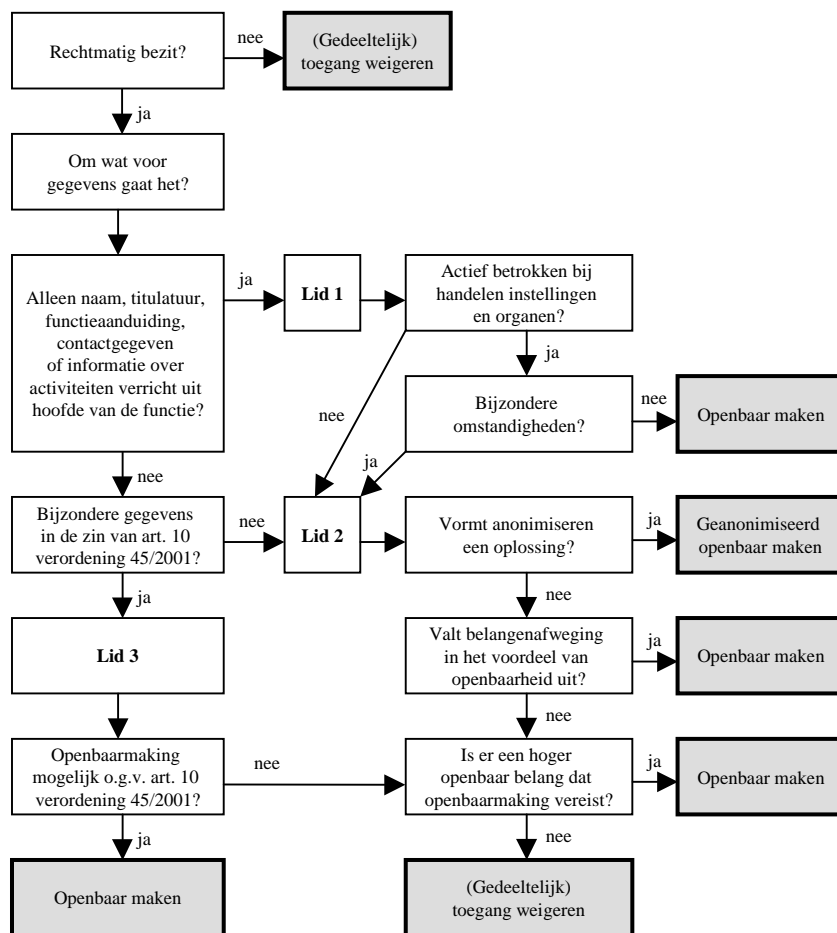 Rechtmatig bezit?
nee
(Gedeeltelijk)
toegang weigeren
ja
Om wat voor
gegevens gaat het?
Alleen naam, titulatuur,
functieaanduiding,
contactgegeven
of informatie over
activiteiten verricht uit
hoofde van de functie?
ja
Lid 1
Actief betrokken bij
handelen instellingen
en organen?
ja
nee
Bijzondere
omstandigheden?
nee
Openbaar maken
ja
nee
Bijzondere gegevens
in de zin van art. 10
verordening 45/2001?
nee
Lid 2
Vormt anonimiseren
een oplossing?
ja
Geanonimiseerd
openbaar maken
ja
nee
Lid 3
Valt belangenafweging
in het voordeel van
openbaarheid uit?
ja
Openbaar maken
nee
Openbaarmaking
mogelijk o.g.v. art. 10
verordening 45/2001?
nee
Is er een hoger
openbaar belang dat
openbaarmaking vereist?
ja
Openbaar maken
ja
nee
Openbaar maken
(Gedeeltelijk)
toegang weigeren